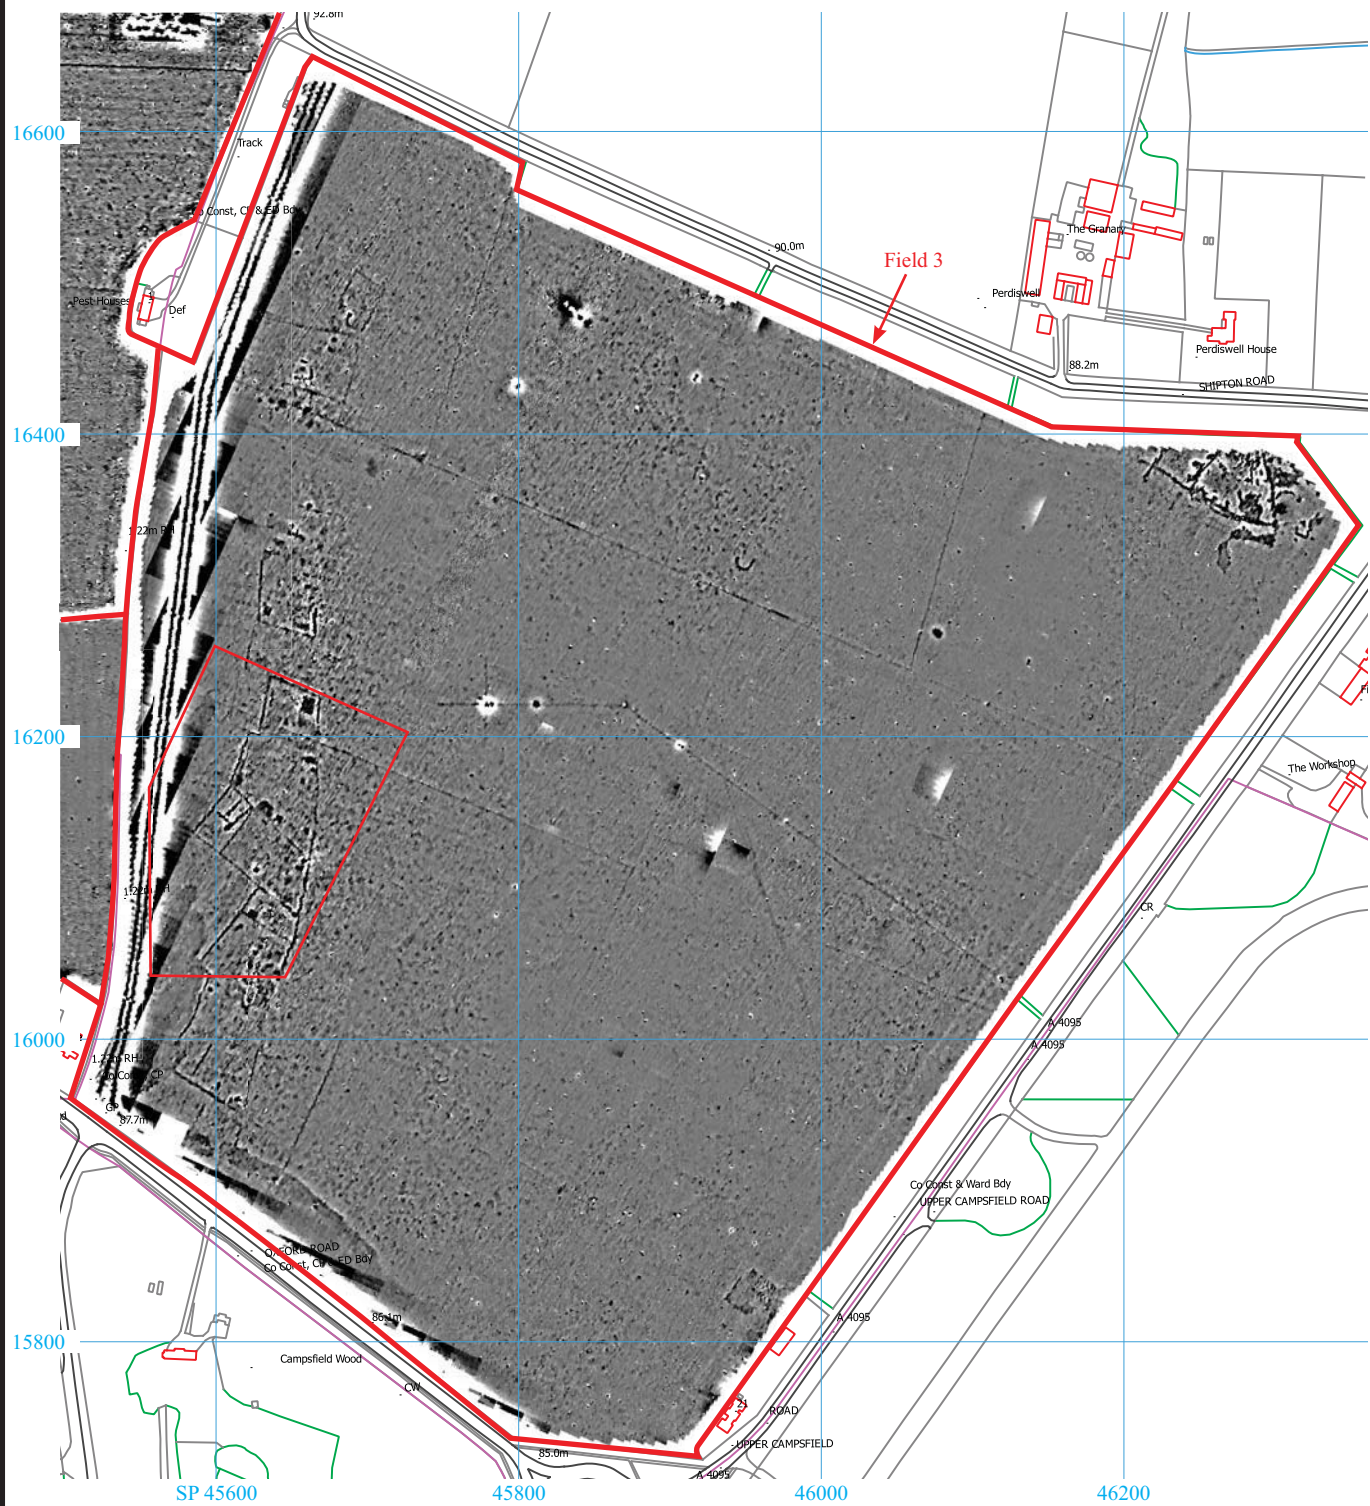 92.8m
16600
Track
Co Const, CP & ED Bdy
The Granary
90.0m
Field 3
Perdiswell
Pest Houses
Def
Perdiswell House
88.2m
SHIPTON ROAD
16400
1.22m RH
16200
The Workshop
1.22m RH
CR
A 4095
16000
A 4095
1.22m RH
Co Const, CP
GP
87.7m
Co Const & Ward Bdy
UPPER CAMPSFIELD ROAD
OXFORD ROAD
Co Const, CP & ED Bdy
86.1m
A 4095
15800
Campsfield Wood
CW
21
ROAD
UPPER CAMPSFIELD
85.0m
A 4095
SP 45600
45800
46000
46200